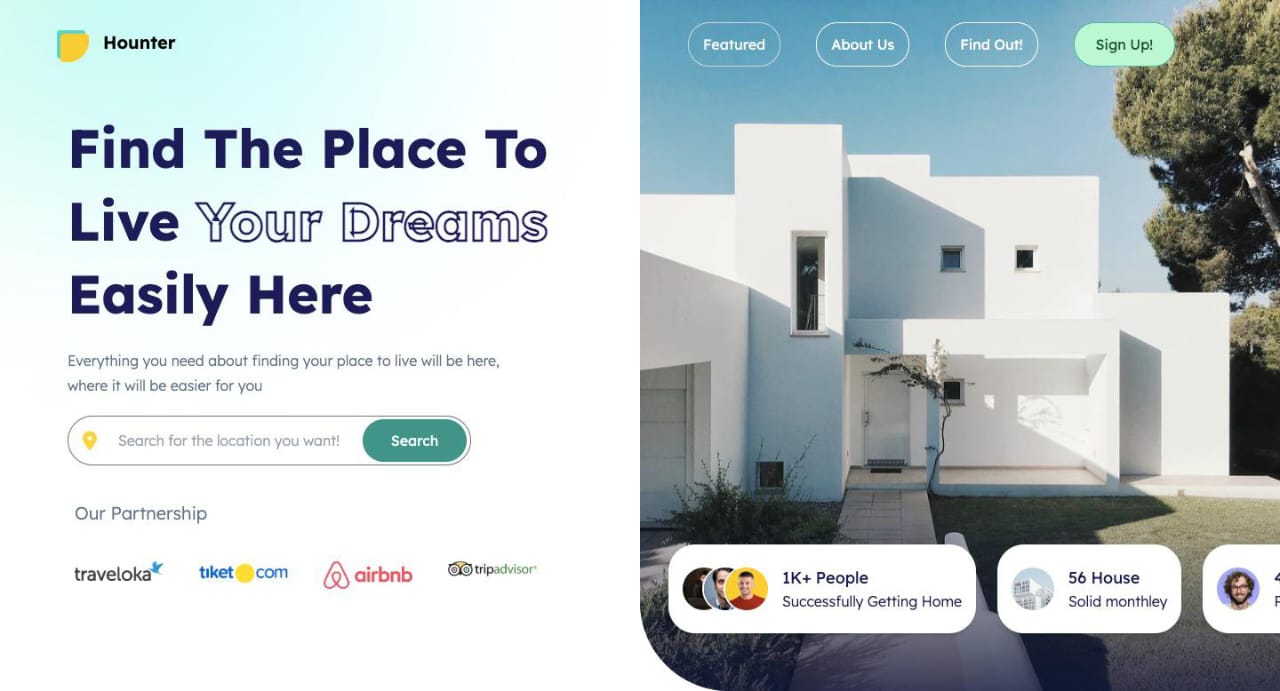 Hounter
Featured
About Us
Find Out!
Sign Up!
Find The Place To
Live Your Dreams
Easily Here
Everything you need about finding your place to live will be here,
where it will be easier for you
Search for the location you want!
Search
Our Partnership
traveloka
tiket.com
airbnb
tripadvisor
1K+ People
Successfully Getting Home
56 House
Solid monthley